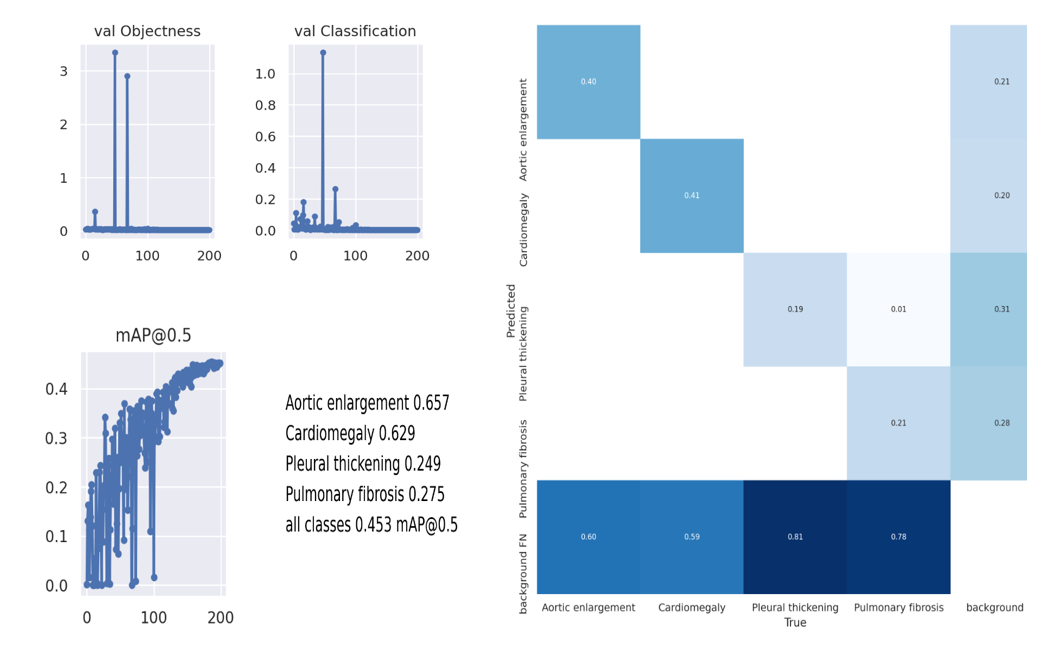 val Objectness
3
2
1
0
0 100 200
val Classification
1.0
0.8
0.6
0.4
0.2
0.0
0 100 200
mAP@0.5
0.4
0.3
0.2
0.1
0.0
0 100 200
Aortic enlargement 0.657
Cardiomegaly 0.629
Pleural thickening 0.249
Pulmonary fibrosis 0.275
all classes 0.453 mAP@0.5
Predicted
Aortic enlargement
0.40 0.21
Cardiomegaly
0.41 0.20
Pleural thickening
0.19 0.01 0.31
Pulmonary fibrosis
0.21 0.28
background FN
0.60 0.59 0.81 0.78
Aortic enlargement Cardiomegaly Pleural thickening Pulmonary fibrosis background
True